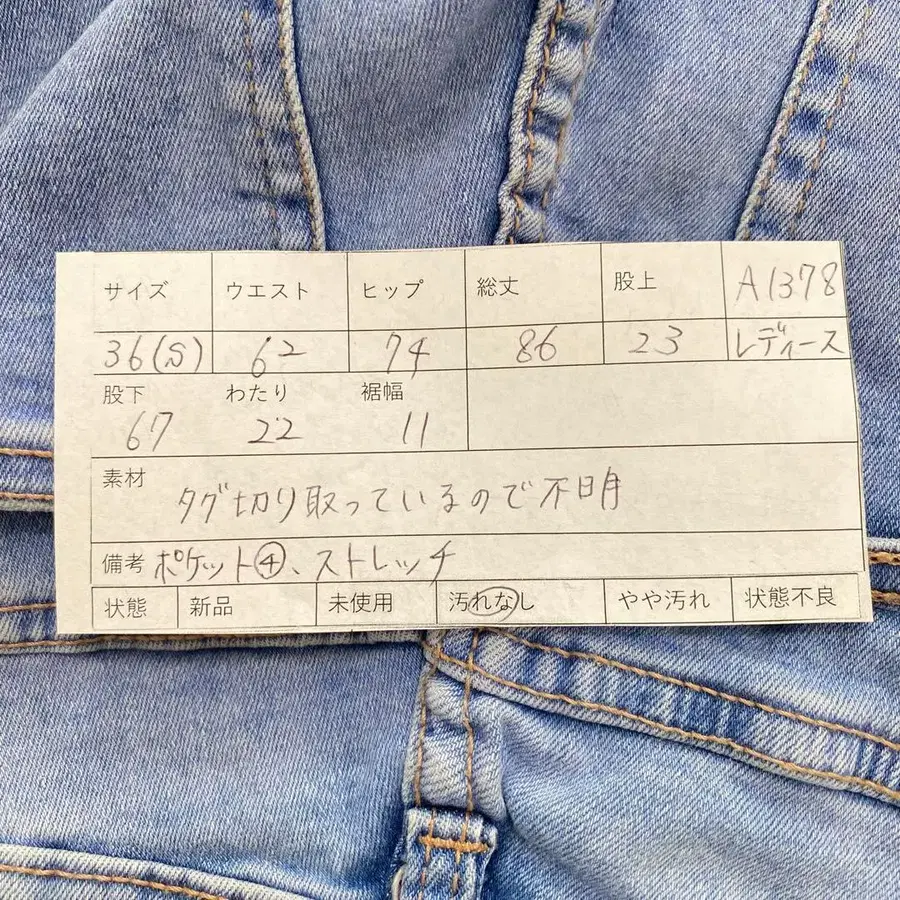 サイズ ウエスト ヒップ 総丈 股上 A1378
36(S) 62 74 86 23 レディース
股下 わたり 裾幅
67 22 11
素材 タグ切り取っているので不明
備考 ポケット④、ストレッチ
状態 新品 未使用 汚れなし やや汚れ 状態不良